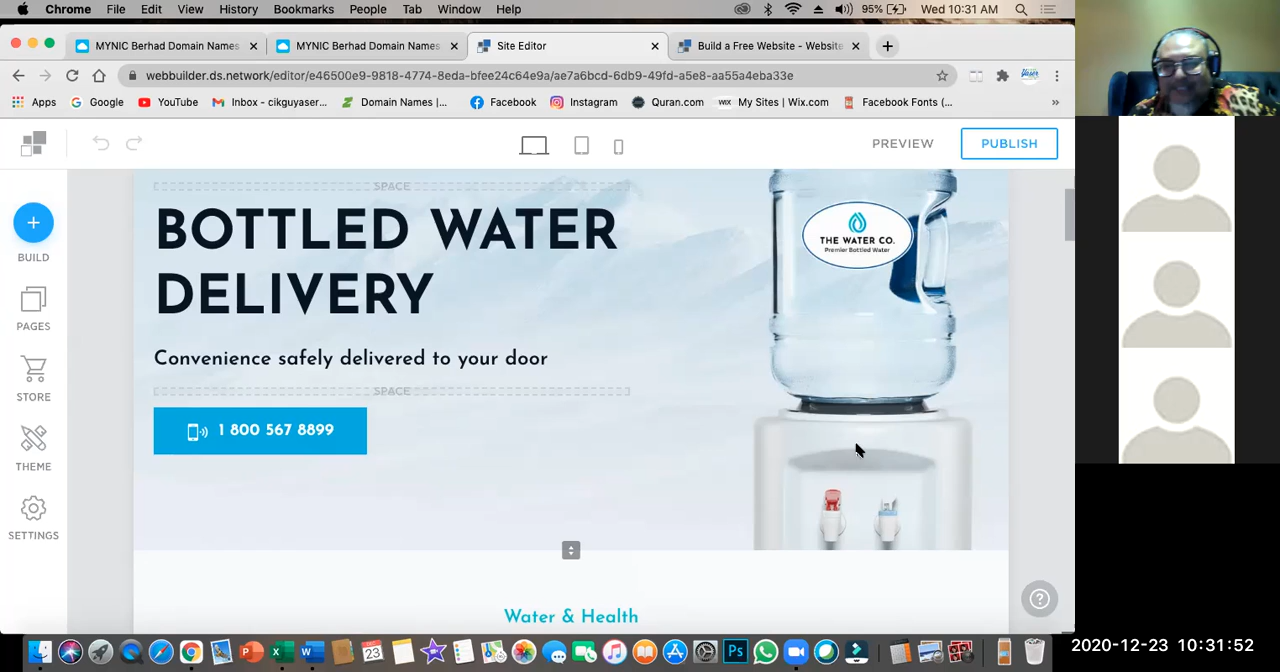 Chrome File Edit View History Bookmarks People Tab Window Help 95% Wed 10:31 AM
MYNIC Berhad Domain Names MYNIC Berhad Domain Names Site Editor Build a Free Website - Website
webbuilder.ds.network/editor/e46500e9-9818-4774-8eda-bfee24c64e9a/ae7a6bcd-6db9-49fd-a5e8-aa55a4eba33e
Apps Google YouTube Inbox - cikguyaser... Domain Names |... Facebook Instagram Quran.com WIX My Sites | Wix.com Facebook Fonts (... »
PREVIEW PUBLISH
BUILD
PAGES
STORE
THEME
SETTINGS
SPACE
BOTTLED WATER
DELIVERY
Convenience safely delivered to your door
SPACE
1 800 567 8899
THE WATER CO.
Premier Bottled Water
Water & Health
23
Ps
2020-12-23 10:31:52